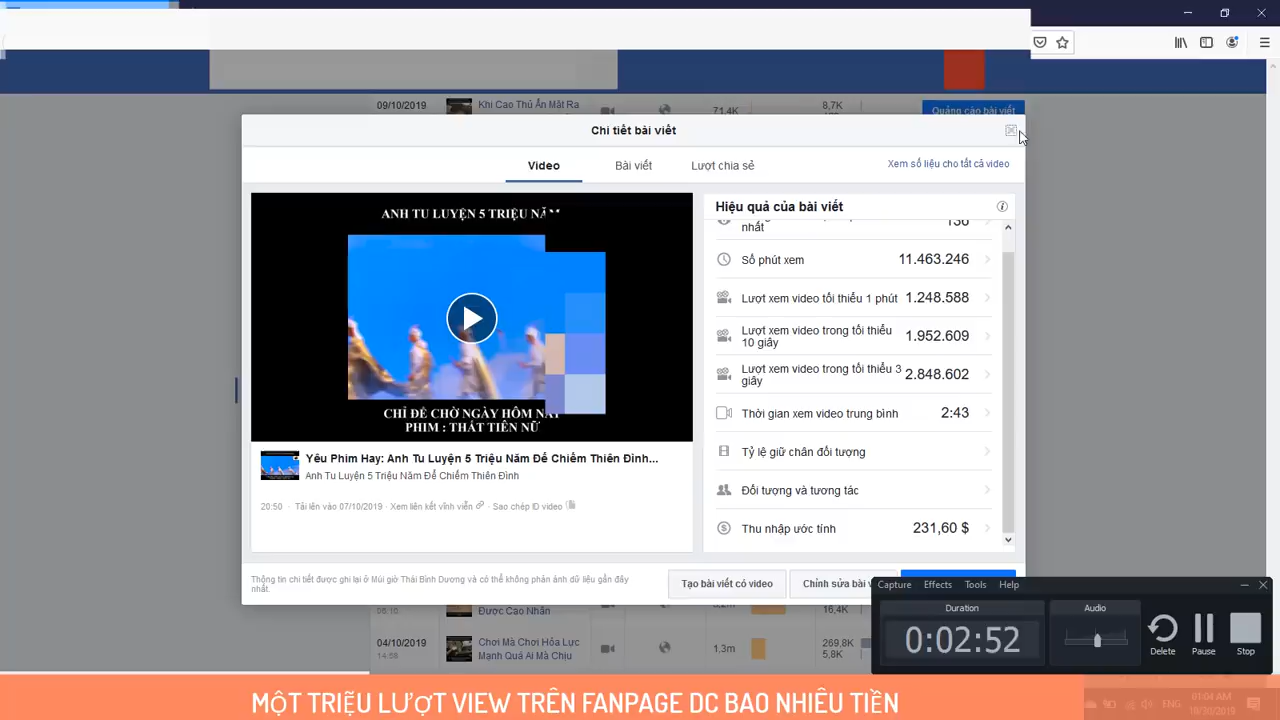 09/10/2019
Khi Cao Thủ Ẩn Mặt Ra
71,4K
8,7K
Quảng cáo bài viết
Chi tiết bài viết
Video
Bài viết
Lượt chia sẻ
Xem số liệu cho tất cả video
ANH TU LUYỆN 5 TRIỆU
CHỈ ĐỂ CHỜ NGÀY HÔM
PHIM : THẤT TIÊN NỮ
Yêu Phim Hay: Anh Tu Luyện 5 Triệu Năm Để Chiếm Thiên Đình...
Anh Tu Luyện 5 Triệu Năm Để Chiếm Thiên Đình
20:50 · Tải lên vào 07/10/2019 · Xem liên kết vĩnh viễn · Sao chép ID video
Hiệu quả của bài viết
nhất
136
Số phút xem 11.463.246
Lượt xem video tối thiểu 1 phút 1.248.588
Lượt xem video trong tối thiểu
10 giây
1.952.609
Lượt xem video trong tối thiểu 3
giây
2.848.602
Thời gian xem video trung bình 2:43
Tỷ lệ giữ chân đối tượng
Đối tượng và tương tác
Thu nhập ước tính 231,60 $
Thông tin chi tiết được ghi lại ở Múi giờ Thái Bình Dương và có thể không phản ánh dữ liệu gần đây
nhất.
Tạo bài viết có video
Chỉnh sửa bài
Được Cao Nhân
16,4K
04/10/2019
14:58
Chơi Mà Chơi Hỏa Lực
Mạnh Quá Ai Mà Chịu
1,3m
269,8K
5,8K
Capture Effects Tools Help
Duration
0:02:52
Audio
Delete
Pause
Stop
MỘT TRIỆU LƯỢT VIEW TRÊN FANPAGE DC BAO NHIÊU TIỀN
ENG
01:04 AM
10/30/2019